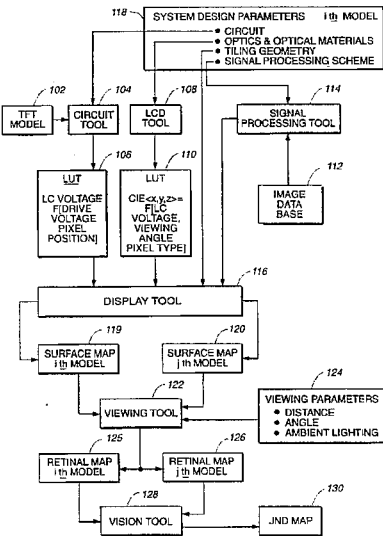 118
SYSTEM DESIGN PARAMETERS i th MODEL
• CIRCUIT
• OPTICS & OPTICAL MATERIALS
• TILING GEOMETRY
• SIGNAL PROCESSING SCHEME
102
104
108
114
TFT
MODEL
CIRCUIT
TOOL
LCD
TOOL
SIGNAL
PROCESSING TOOL
106
110
112
LUT
LC VOLTAGE
F[DRIVE
VOLTAGE
PIXEL
POSITION]
LUT
CIE<x,y,z>=
F[LC
VOLTAGE,
VIEWING
ANGLE
PIXEL TYPE]
IMAGE
DATA
BASE
116
DISPLAY TOOL
119
120
SURFACE MAP
i th MODEL
SURFACE MAP
j th MODEL
122
124
VIEWING TOOL
VIEWING PARAMETERS
• DISTANCE
• ANGLE
• AMBIENT LIGHTING
125
126
RETINAL MAP
i th MODEL
RETINAL MAP
j th MODEL
128
130
VISION TOOL
JND MAP